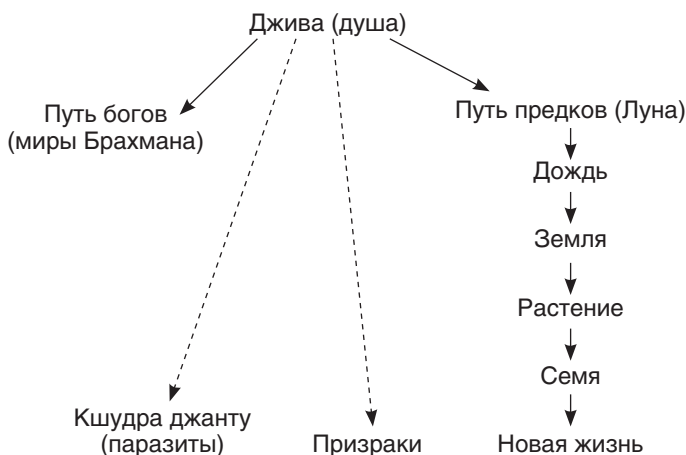 Джива (душа)
Путь богов
(миры Брахмана)
Путь предков (Луна)
Дождь
Земля
Растение
Семя
Кшудра джанту
(паразиты)
Призраки
Новая жизнь